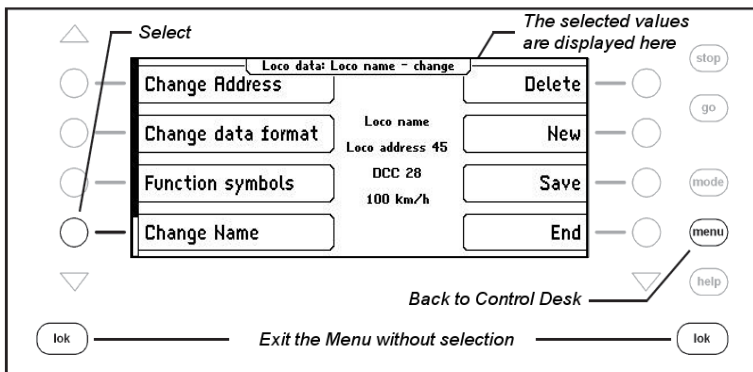 Select
The selected values
are displayed here
stop
Loco data: Loco name - change
Change Address
Delete
go
Change data format
Loco name
Loco address 45
New
Function symbols
DCC 28
100 km/h
Save
mode
Change Name
End
menu
help
Back to Control Desk
lok
Exit the Menu without selection
lok